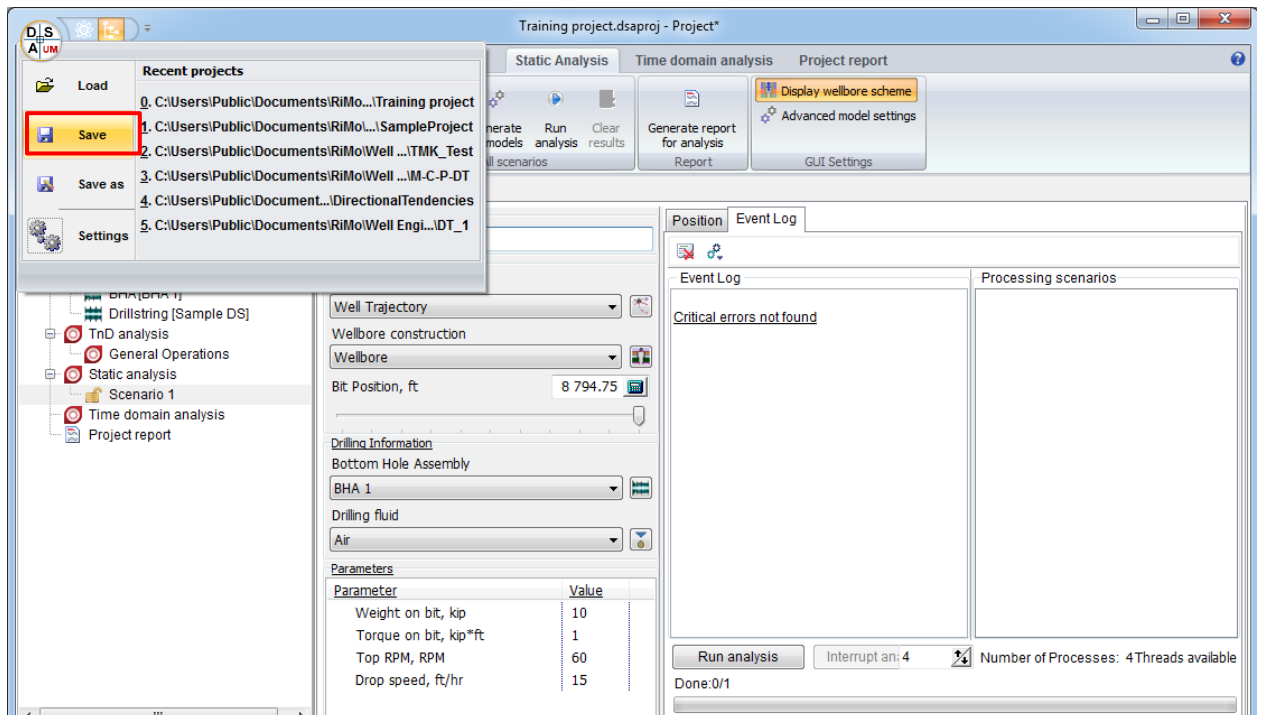 Training project.dsaproj - Project*
D S
A UM
Static Analysis
Time domain analysis
Project report
Load
Save
Save as
Settings
Recent projects
0. C:\Users\Public\Documents\RiMo...\Training project
1. C:\Users\Public\Documents\RiMo\...\SampleProject
2. C:\Users\Public\Documents\RiMo\Well ...\TMK_Test
3. C:\Users\Public\Documents\RiMo\Well ...\M-C-P-DT
4. C:\Users\Public\Document...\DirectionalTendencies
5. C:\Users\Public\Documents\RiMo\Well Engi...\DT_1
nerate
models
Run
analysis
Clear
results
ll scenarios
Generate report
for analysis
Report
Display wellbore scheme
Advanced model settings
GUI Settings
BHA [BHA 1]
Drillstring [Sample DS]
TnD analysis
General Operations
Static analysis
Scenario 1
Time domain analysis
Project report
Well Trajectory
Wellbore construction
Wellbore
Bit Position, ft
8 794.75
Drilling Information
Bottom Hole Assembly
BHA 1
Drilling fluid
Air
Parameters
Parameter Value
Weight on bit, kip 10
Torque on bit, kip*ft 1
Top RPM, RPM 60
Drop speed, ft/hr 15
Position
Event Log
Event Log
Critical errors not found
Processing scenarios
Run analysis
Interrupt an
4
Number of Processes: 4Threads available
Done:0/1